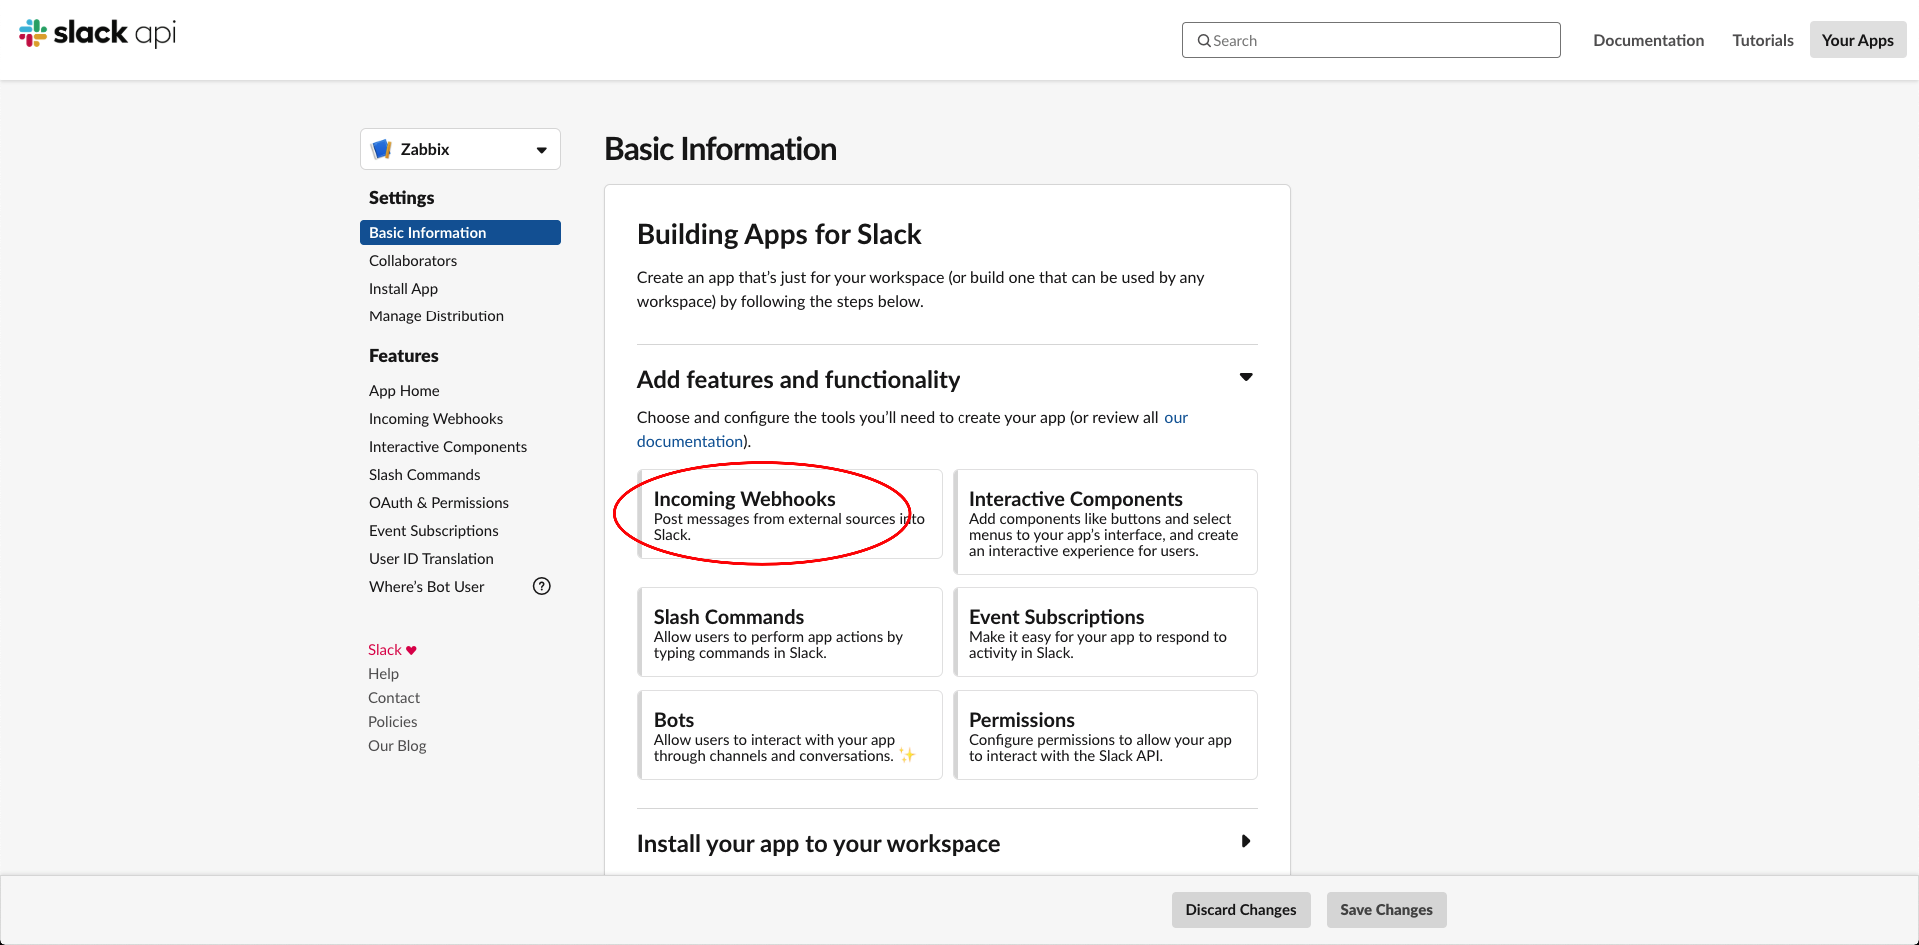 slack api
Search
Documentation
Tutorials
Your Apps
Zabbix
Settings
Basic Information
Collaborators
Install App
Manage Distribution
Features
App Home
Incoming Webhooks
Interactive Components
Slash Commands
OAuth & Permissions
Event Subscriptions
User ID Translation
Where’s Bot User
?
Slack ♥
Help
Contact
Policies
Our Blog
Basic Information
Building Apps for Slack
Create an app that’s just for your workspace (or build one that can be used by any
workspace) by following the steps below.
Add features and functionality
Choose and configure the tools you’ll need to create your app (or review all our
documentation).
Incoming Webhooks
Post messages from external sources into
Slack.
Interactive Components
Add components like buttons and select
menus to your app’s interface, and create
an interactive experience for users.
Slash Commands
Allow users to perform app actions by
typing commands in Slack.
Event Subscriptions
Make it easy for your app to respond to
activity in Slack.
Bots
Allow users to interact with your app
through channels and conversations. ✨
Permissions
Configure permissions to allow your app
to interact with the Slack API.
Install your app to your workspace
Discard Changes
Save Changes